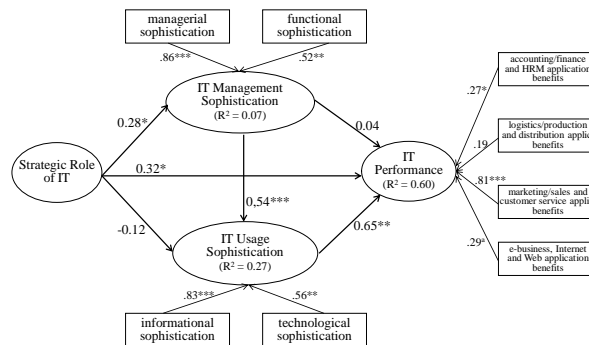 managerial
sophistication
functional
sophistication
.86***
.52**
IT Management
Sophistication
(R² = 0.07)
accounting/finance
and HRM application
benefits
.27*
0.28*
0.04
logistics/production
and distribution applic
benefits
.19
Strategic Role
of IT
0.32*
IT
Performance
(R² = 0.60)
.81***
marketing/sales and
customer service applic
benefits
0,54***
-0.12
0.65**
IT Usage
Sophistication
(R² = 0.27)
.29ª
e-business, Internet
and Web application
benefits
.83***
.56**
informational
sophistication
technological
sophistication